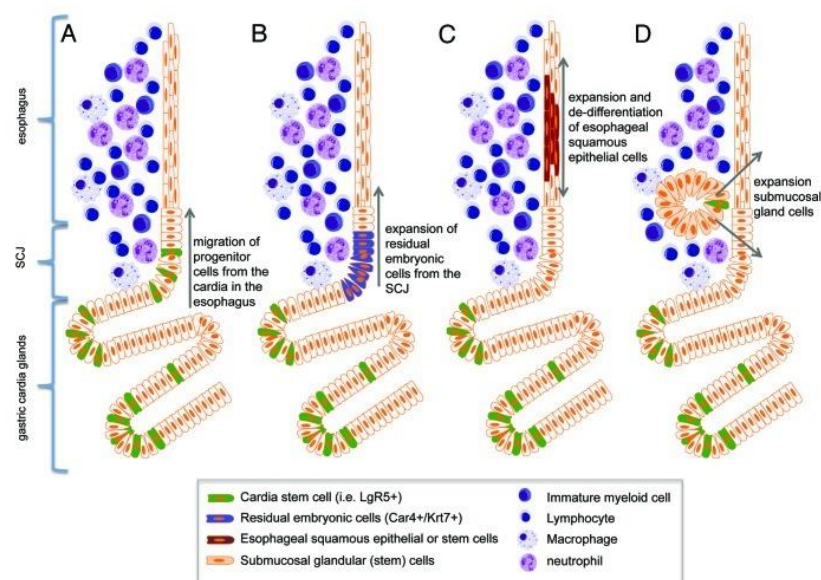 A
B
C
D
esophagus
SCJ
gastric cardia glands
migration of
progenitor
cells from the
cardia in the
esophagus
expansion of
residual
embryonic
cells from the
SCJ
expansion and
de-differentiation
of esophageal
squamous
epithelial cells
expansion
submucosal
gland cells
Cardia stem cell (i.e. LgR5+)
Residual embryonic cells (Car4+/Krt7+)
Esophageal squamous epithelial or stem cells
Submucosal glandular (stem) cells
Immature myeloid cell
Lymphocyte
Macrophage
neutrophil